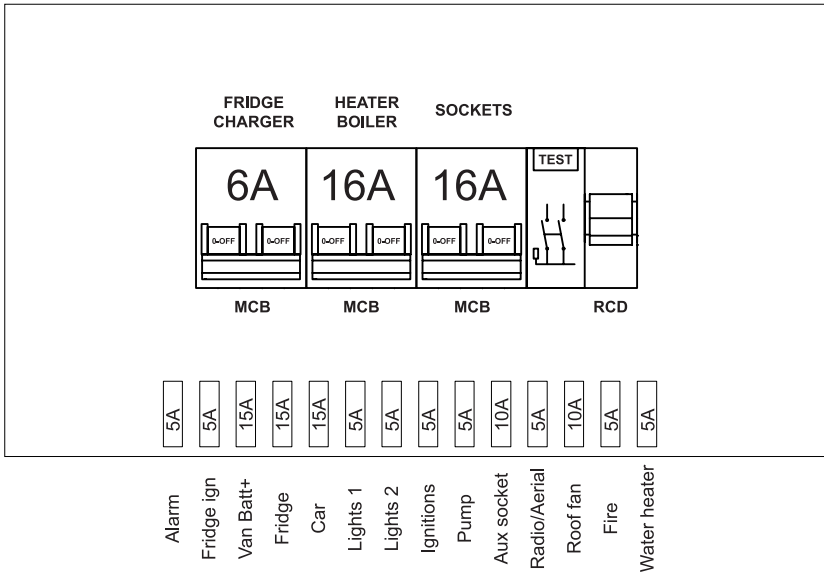 FRIDGE
CHARGER
HEATER
BOILER
SOCKETS
6A
16A
16A
TEST
0-OFF
0-OFF
0-OFF
0-OFF
0-OFF
0-OFF
MCB
MCB
MCB
RCD
5A
5A
15A
15A
15A
5A
5A
5A
5A
10A
5A
10A
5A
5A
Alarm
Fridge ign
Van Batt+
Fridge
Car
Lights 1
Lights 2
Ignitions
Pump
Aux socket
Radio/Aerial
Roof fan
Fire
Water heater